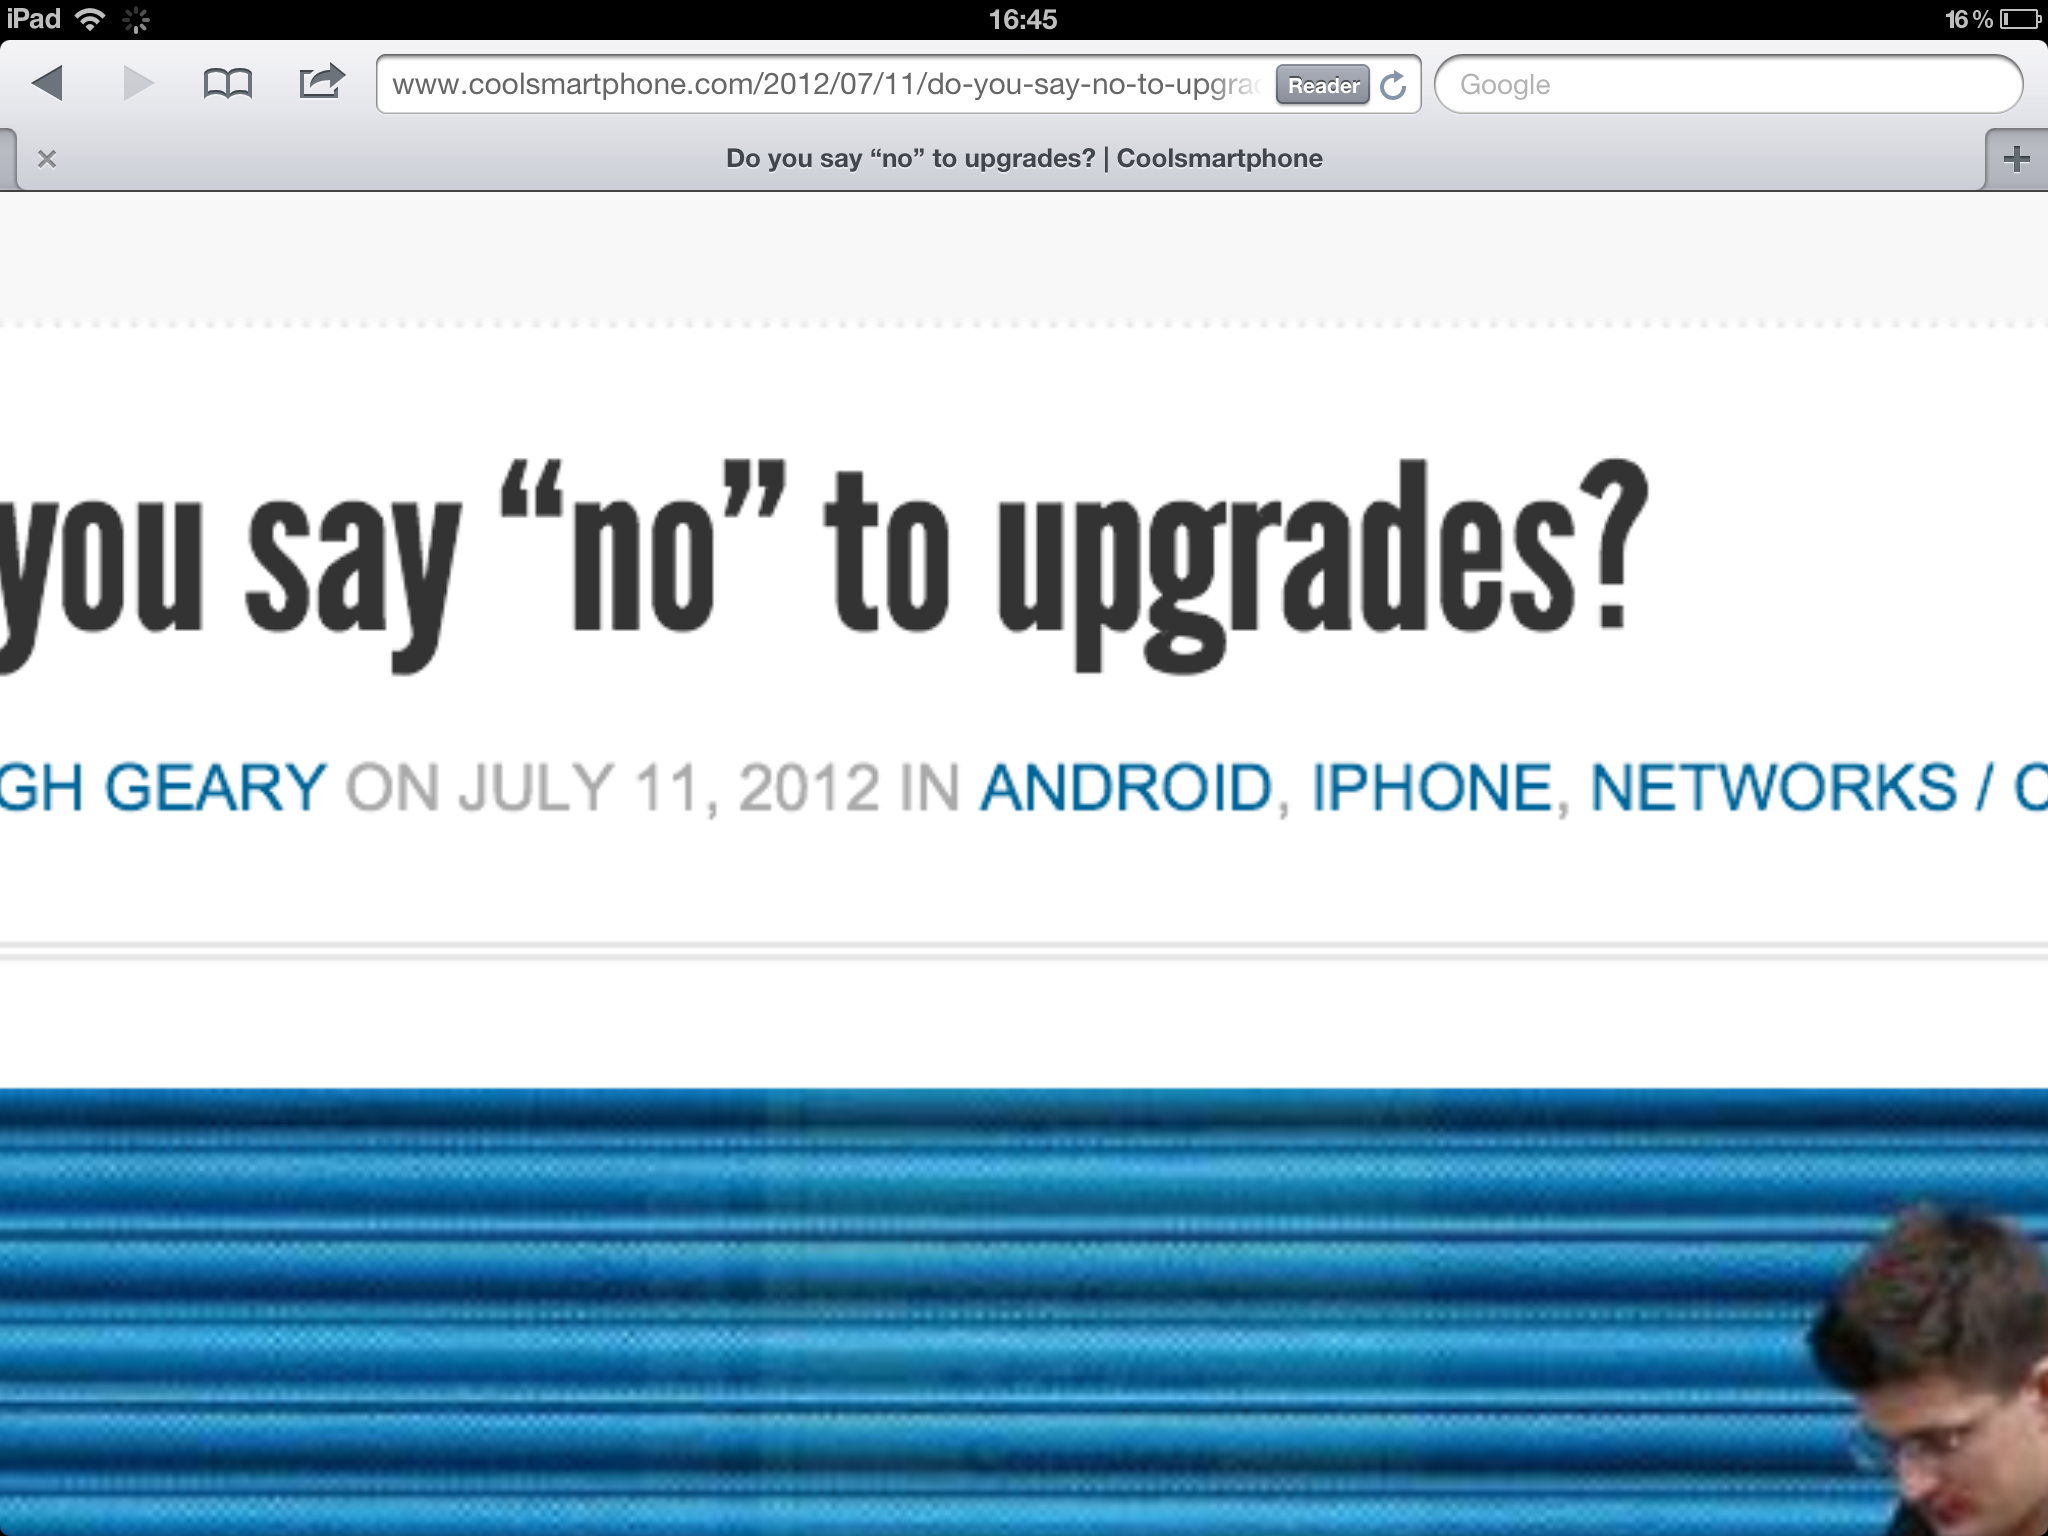 iPad 16:45 16 %
www.coolsmartphone.com/2012/07/11/do-you-say-no-to-upgra Reader Google
Do you say “no” to upgrades? | Coolsmartphone
you say “no” to upgrades?
GH GEARY ON JULY 11, 2012 IN ANDROID, IPHONE, NETWORKS /